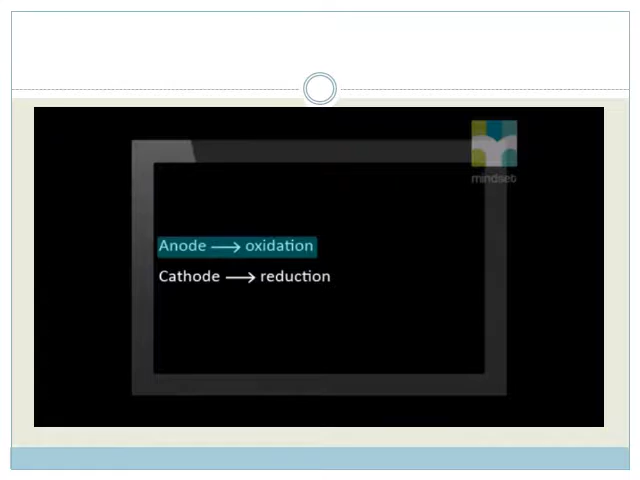 mindset
Anode ⟶ oxidation
Cathode ⟶ reduction